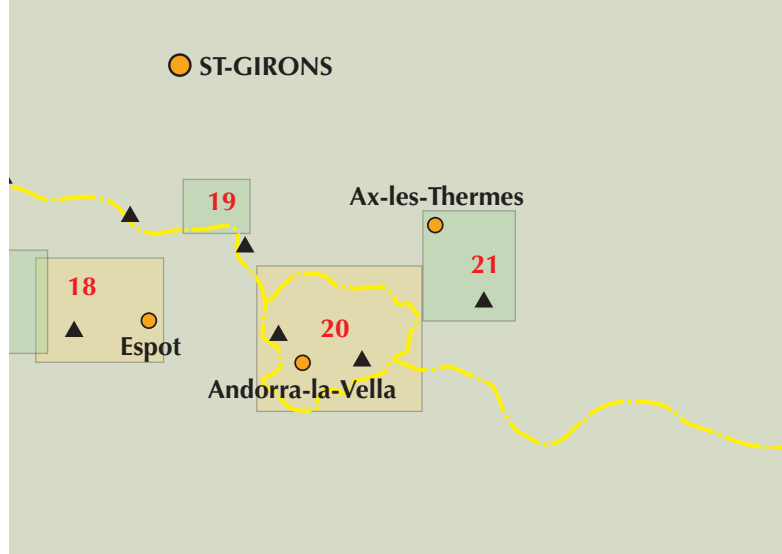 ST-GIRONS
Ax-les-Thermes
19
21
18
20
Espot
Andorra-la-Vella